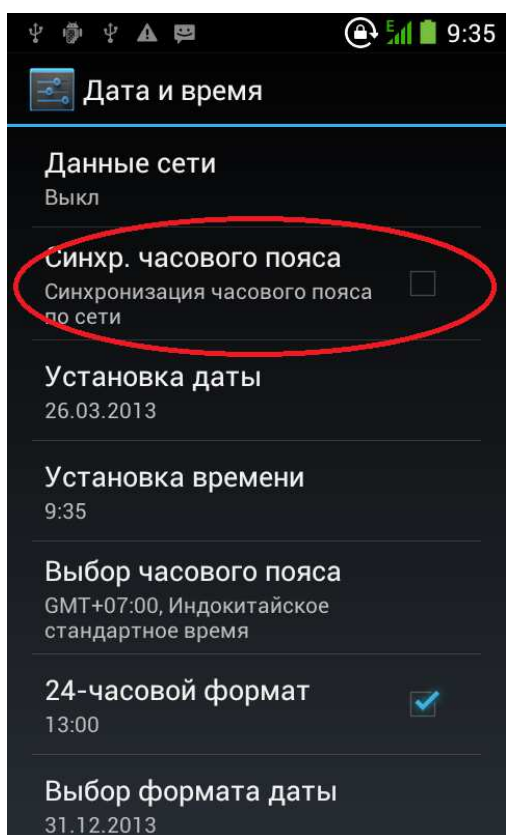 E 9:35
Дата и время
Данные сети
Выкл
Синхр. часового пояса
Синхронизация часового пояса
по сети
Установка даты
26.03.2013
Установка времени
9:35
Выбор часового пояса
GMT+07:00, Индокитайское
стандартное время
24-часовой формат
13:00
Выбор формата даты
31.12.2013